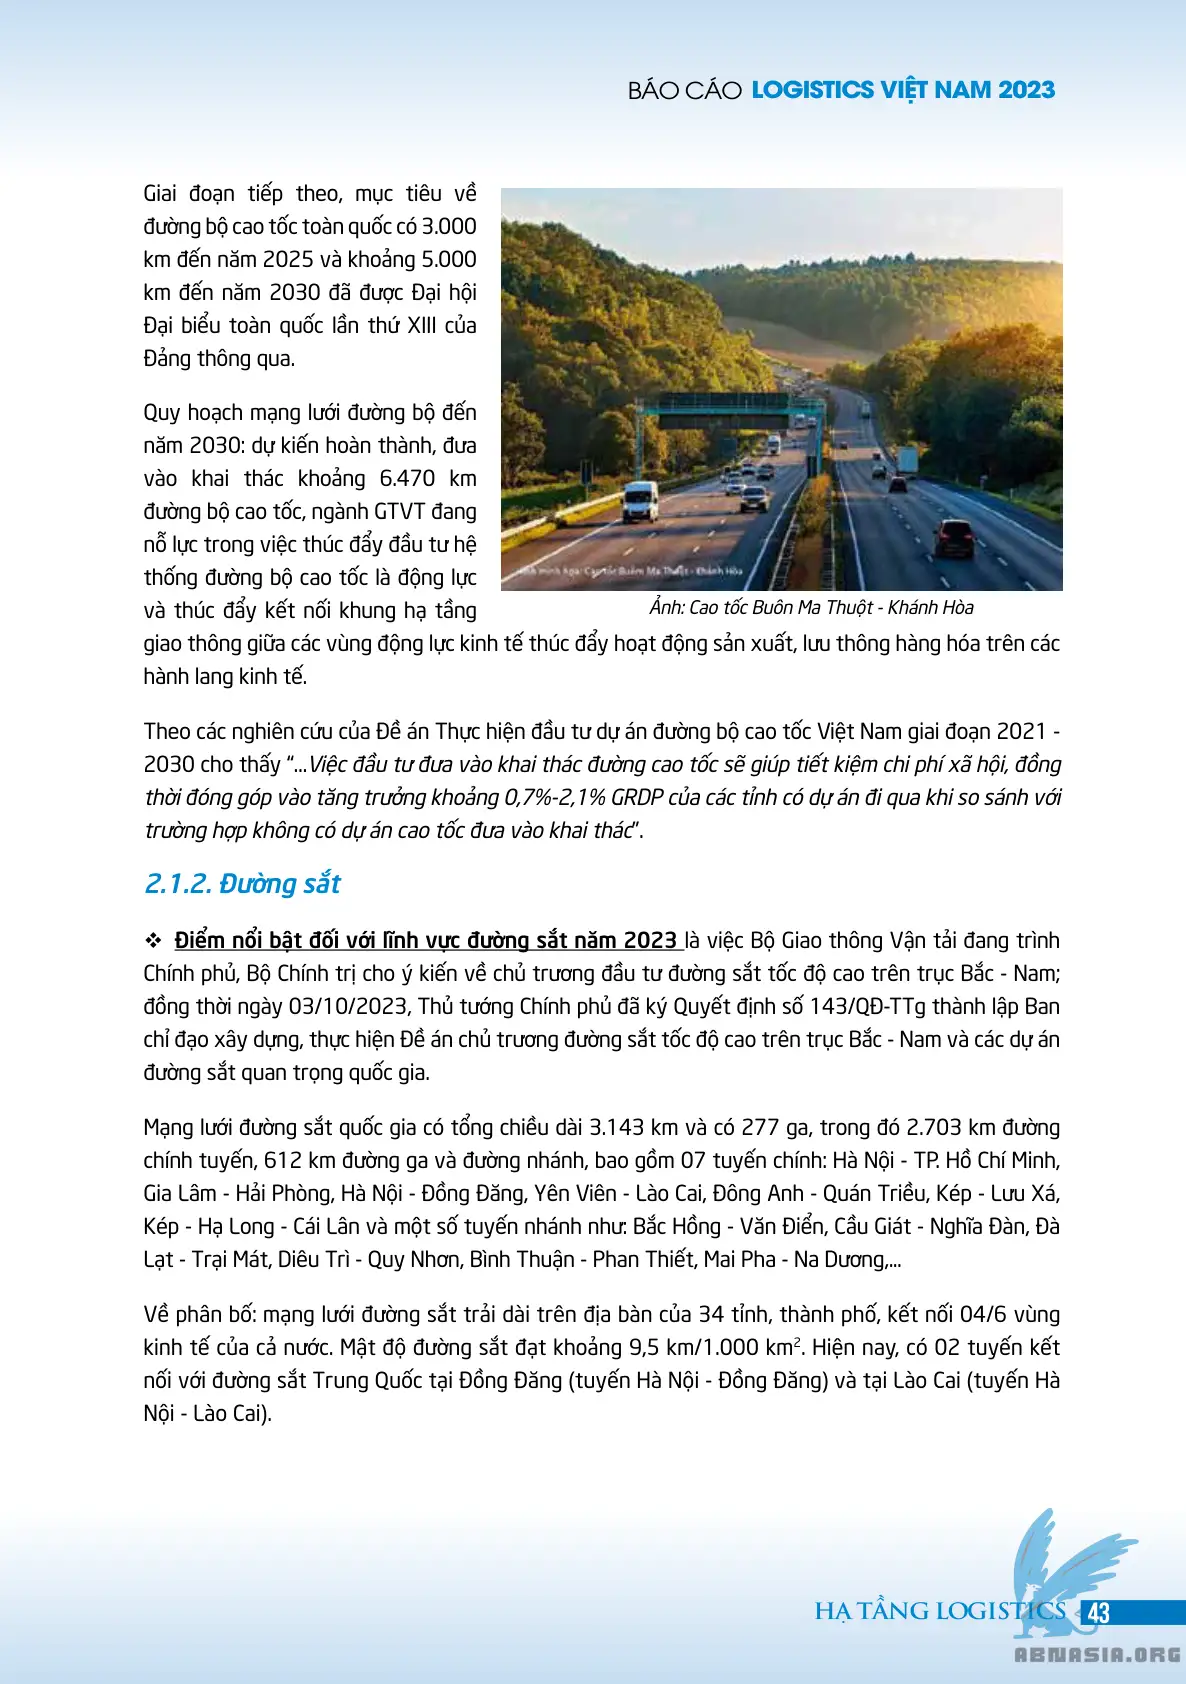 BÁO CÁO LOGISTICS VIỆT NAM 2023
Giai đoạn tiếp theo, mục tiêu về
đường bộ cao tốc toàn quốc có 3.000
km đến năm 2025 và khoảng 5.000
km đến năm 2030 đã được Đại hội
Đại biểu toàn quốc lần thứ XIII của
Đảng thông qua.
Quy hoạch mạng lưới đường bộ đến
năm 2030: dự kiến hoàn thành, đưa
vào khai thác khoảng 6.470 km
đường bộ cao tốc, ngành GTVT đang
nỗ lực trong việc thúc đẩy đầu tư hệ
thống đường bộ cao tốc là động lực
và thúc đẩy kết nối khung hạ tầng
giao thông giữa các vùng động lực kinh tế thúc đẩy hoạt động sản xuất, lưu thông hàng hóa trên các
hành lang kinh tế.
Ảnh minh họa: Cao tốc Buôn Ma Thuột - Khánh Hòa
Ảnh: Cao tốc Buôn Ma Thuột - Khánh Hòa
Theo các nghiên cứu của Đề án Thực hiện đầu tư dự án đường bộ cao tốc Việt Nam giai đoạn 2021 -
2030 cho thấy “...Việc đầu tư đưa vào khai thác đường cao tốc sẽ giúp tiết kiệm chi phí xã hội, đồng
thời đóng góp vào tăng trưởng khoảng 0,7%-2,1% GRDP của các tỉnh có dự án đi qua khi so sánh với
trường hợp không có dự án cao tốc đưa vào khai thác”.
2.1.2. Đường sắt
❖ Điểm nổi bật đối với lĩnh vực đường sắt năm 2023 là việc Bộ Giao thông Vận tải đang trình
Chính phủ, Bộ Chính trị cho ý kiến về chủ trương đầu tư đường sắt tốc độ cao trên trục Bắc - Nam;
đồng thời ngày 03/10/2023, Thủ tướng Chính phủ đã ký Quyết định số 143/QĐ-TTg thành lập Ban
chỉ đạo xây dựng, thực hiện Đề án chủ trương đường sắt tốc độ cao trên trục Bắc - Nam và các dự án
đường sắt quan trọng quốc gia.
Mạng lưới đường sắt quốc gia có tổng chiều dài 3.143 km và có 277 ga, trong đó 2.703 km đường
chính tuyến, 612 km đường ga và đường nhánh, bao gồm 07 tuyến chính: Hà Nội - TP. Hồ Chí Minh,
Gia Lâm - Hải Phòng, Hà Nội - Đồng Đăng, Yên Viên - Lào Cai, Đông Anh - Quán Triều, Kép - Lưu Xá,
Kép - Hạ Long - Cái Lân và một số tuyến nhánh như: Bắc Hồng - Văn Điển, Cầu Giát - Nghĩa Đàn, Đà
Lạt - Trại Mát, Diêu Trì - Quy Nhơn, Bình Thuận - Phan Thiết, Mai Pha - Na Dương,...
Về phân bố: mạng lưới đường sắt trải dài trên địa bàn của 34 tỉnh, thành phố, kết nối 04/6 vùng
kinh tế của cả nước. Mật độ đường sắt đạt khoảng 9,5 km/1.000 km². Hiện nay, có 02 tuyến kết
nối với đường sắt Trung Quốc tại Đồng Đăng (tuyến Hà Nội - Đồng Đăng) và tại Lào Cai (tuyến Hà
Nội - Lào Cai).
HẠ TẦNG LOGISTICS 43
ABNASIA.ORG